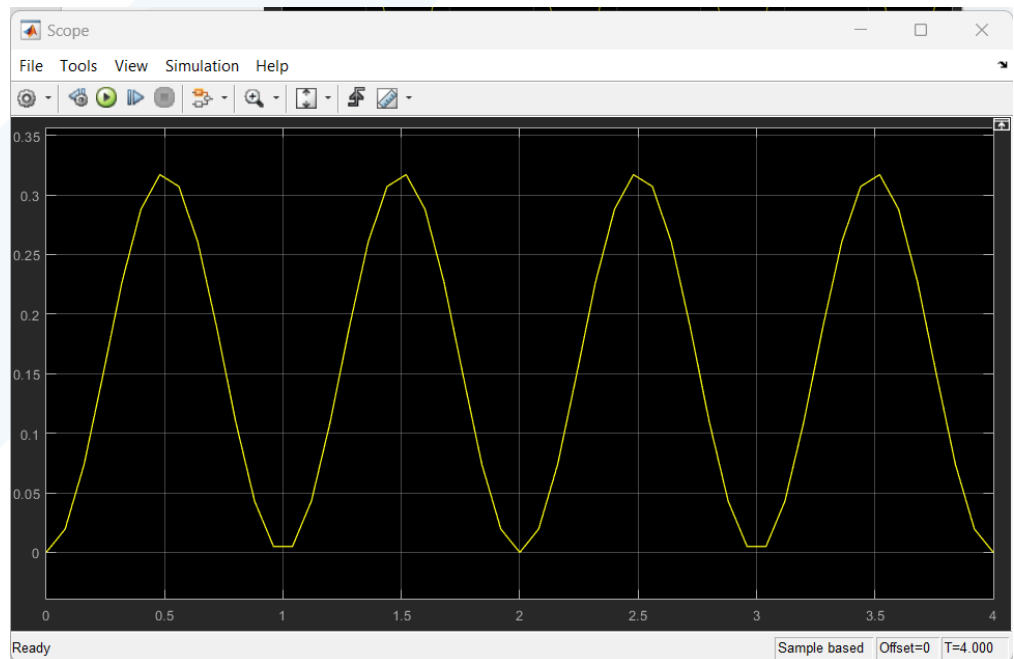 Scope
File Tools View Simulation Help
0.35
0.3
0.25
0.2
0.15
0.1
0.05
0
0 0.5 1 1.5 2 2.5 3 3.5 4
Ready Sample based Offset=0 T=4.000